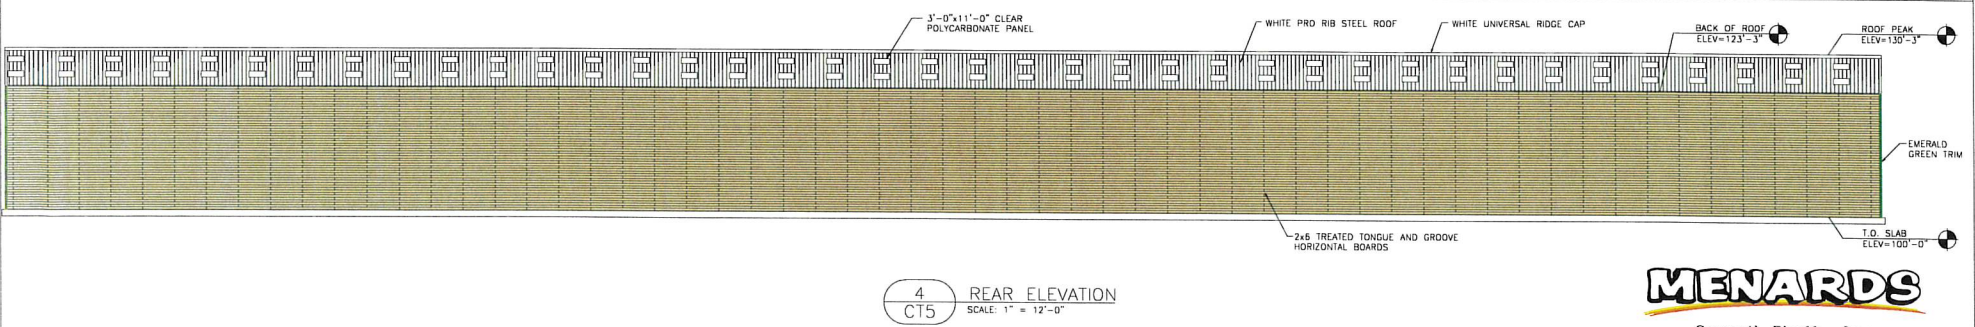 3'-0"x11'-0" CLEAR
POLYCARBONATE PANEL
WHITE PRO RIB STEEL ROOF
WHITE UNIVERSAL RIDGE CAP
BACK OF ROOF
ELEV=123'-3"
ROOF PEAK
ELEV=130'-3"
EMERALD
GREEN TRIM
2x6 TREATED TONGUE AND GROOVE
HORIZONTAL BOARDS
T.O. SLAB
ELEV=100'-0"
4
CT5
REAR ELEVATION
SCALE: 1" = 12'-0"
MENARDS